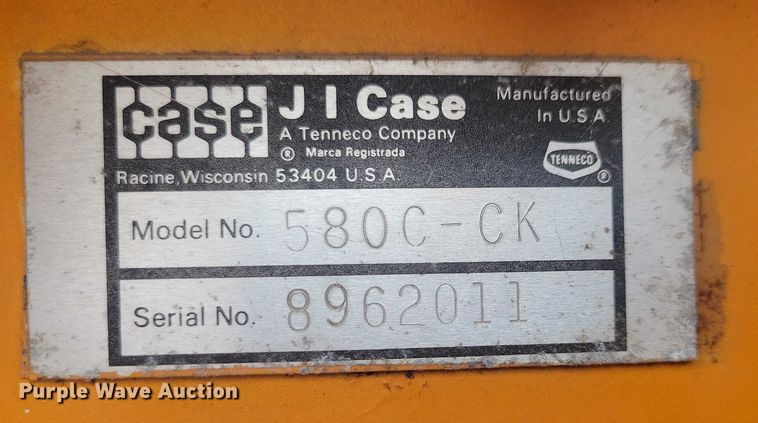 case
J I Case
A Tenneco Company
® Marca Registrada
Manufactured
In U.S.A.
TENNECO ®
Racine, Wisconsin 53404 U.S.A.
Model No. 580C-CK
Serial No. 8962011
Purple Wave Auction